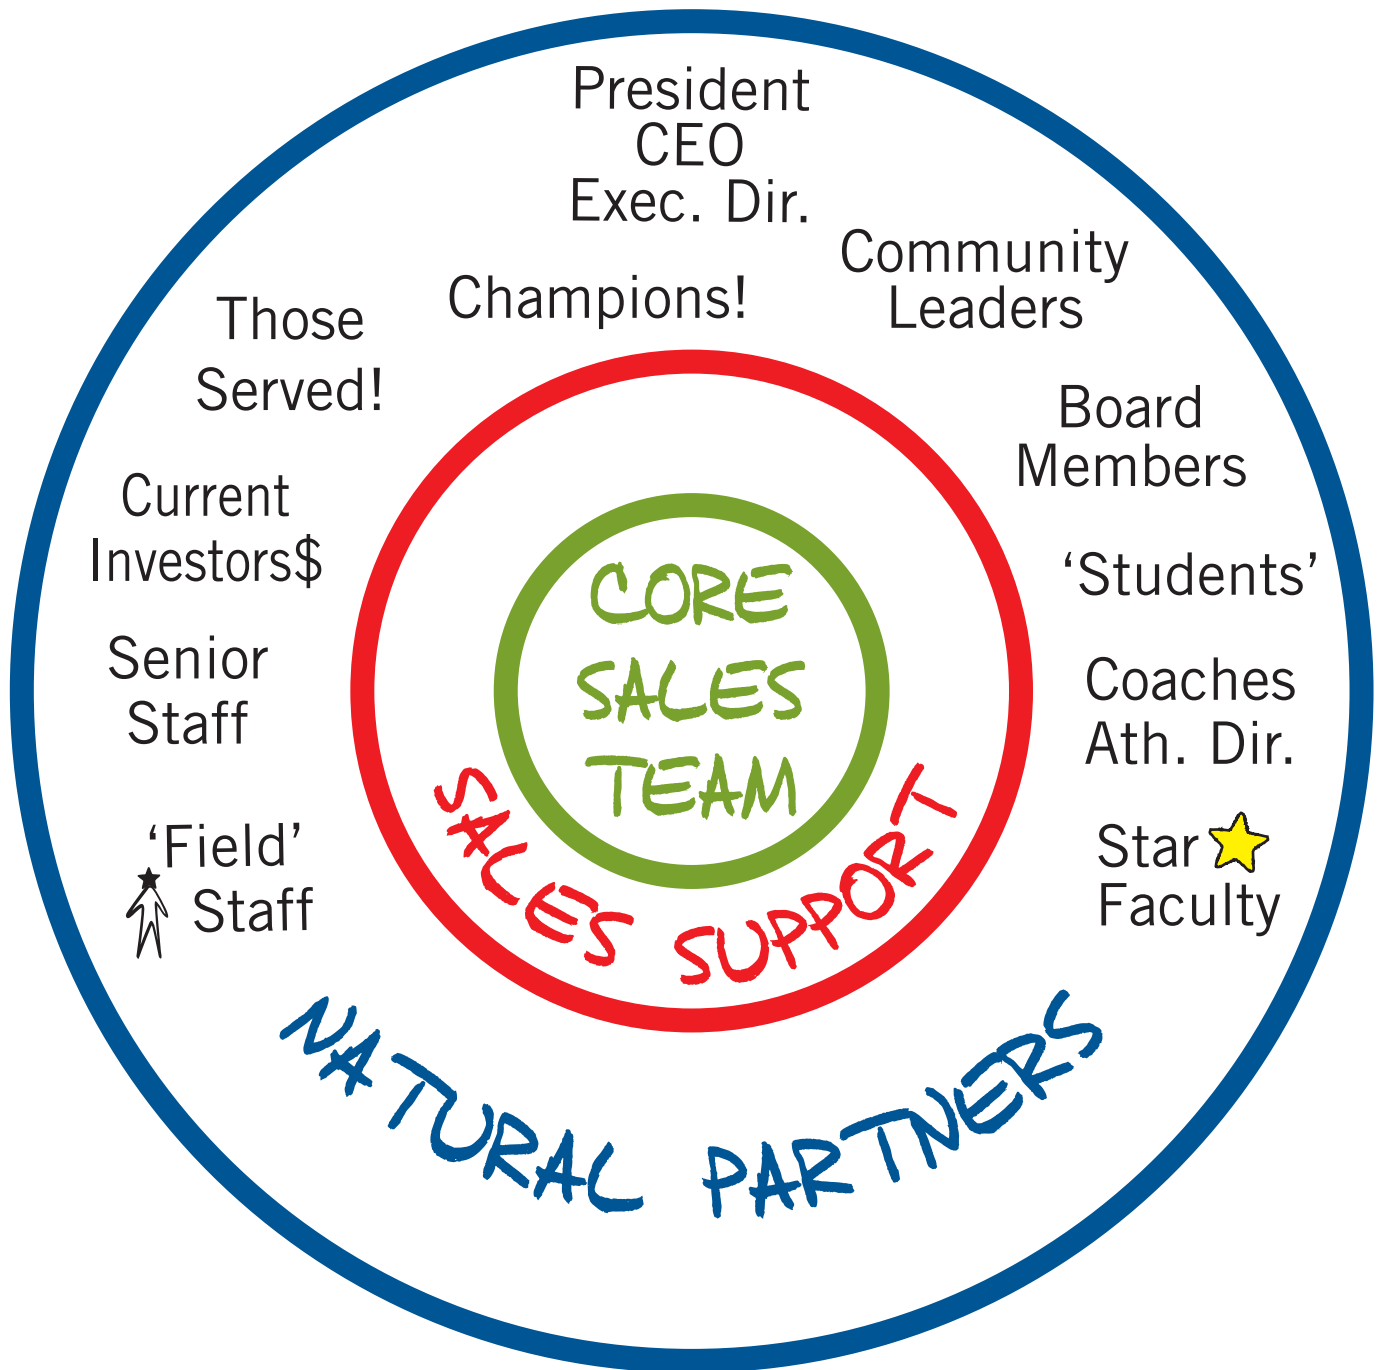 President
CEO
Exec. Dir.
Community
Leaders
Champions!
Those
Served!
Board
Members
Current
Investors$
'Students'
Senior
Staff
Coaches
Ath. Dir.
'Field'
Staff
Star
Faculty
CORE
SALES
TEAM
SALES SUPPORT
NATURAL PARTNERS